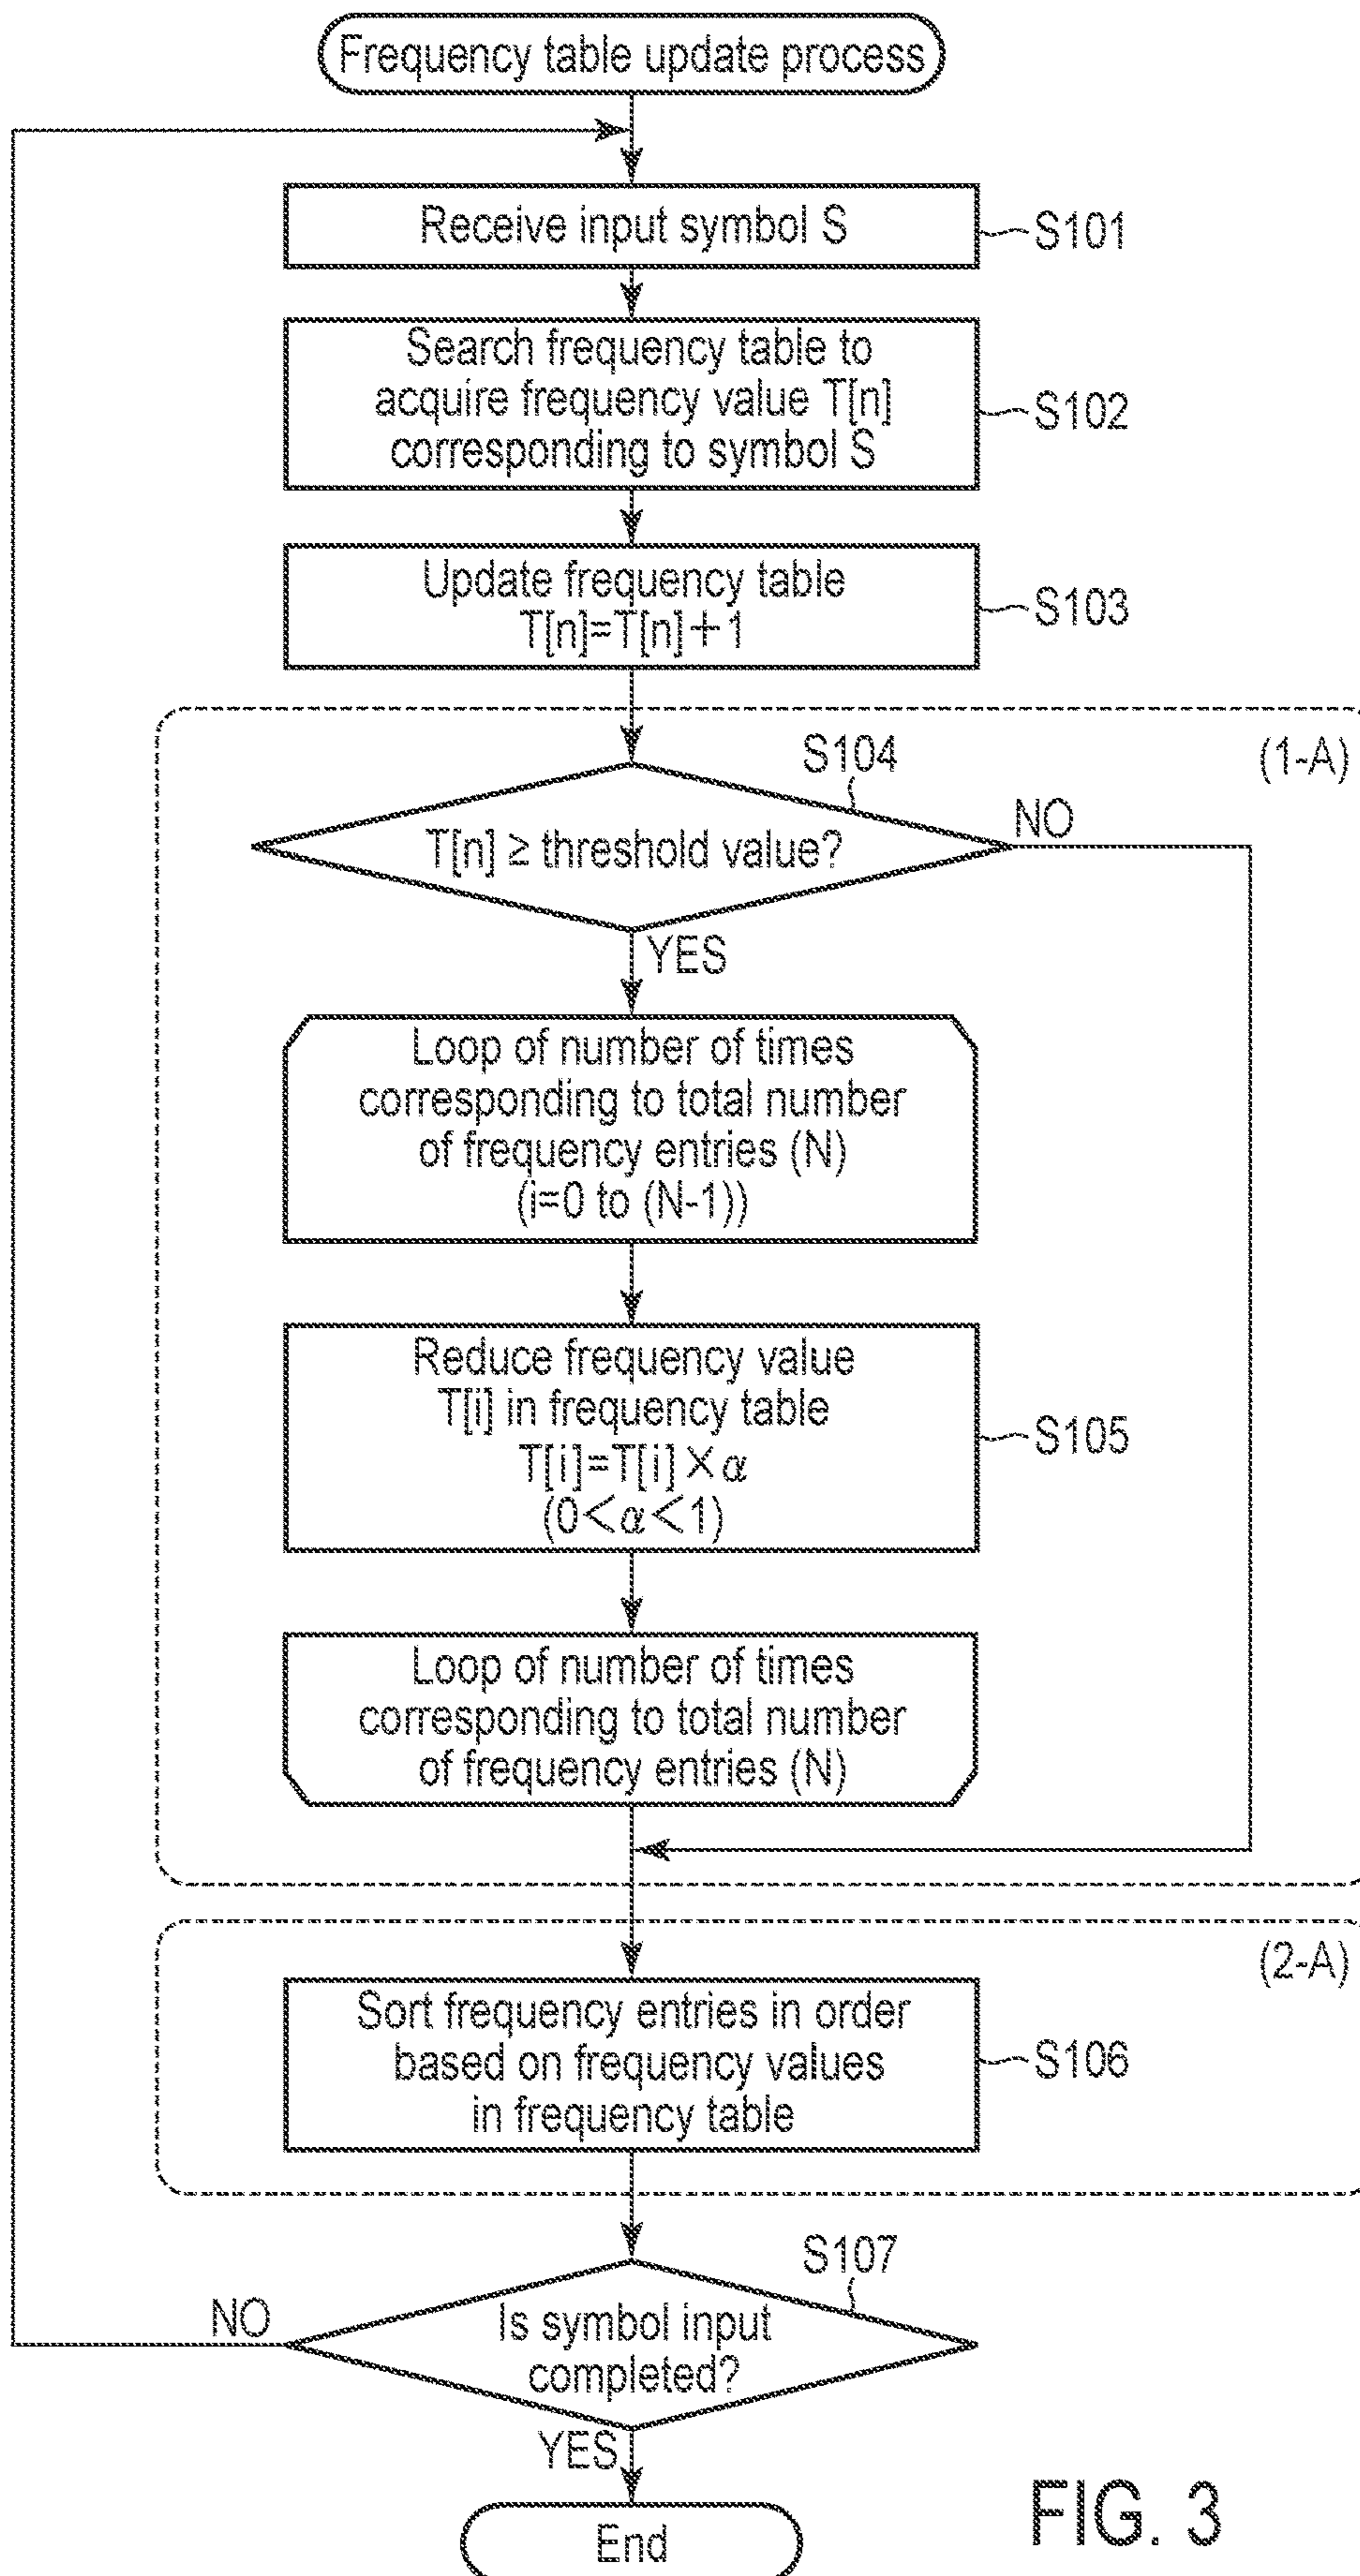 Frequency table update process
Receive input symbol S
S101
Search frequency table to
acquire frequency value T[n]
corresponding to symbol S
S102
Update frequency table
T[n]=T[n]+1
S103
(1-A)
S104
T[n] ≥ threshold value?
NO
YES
Loop of number of times
corresponding to total number
of frequency entries (N)
(i=0 to (N-1))
Reduce frequency value
T[i] in frequency table
T[i]=T[i]×α
(0<α<1)
S105
Loop of number of times
corresponding to total number
of frequency entries (N)
(2-A)
Sort frequency entries in order
based on frequency values
in frequency table
S106
S107
Is symbol input
completed?
NO
YES
End
FIG. 3